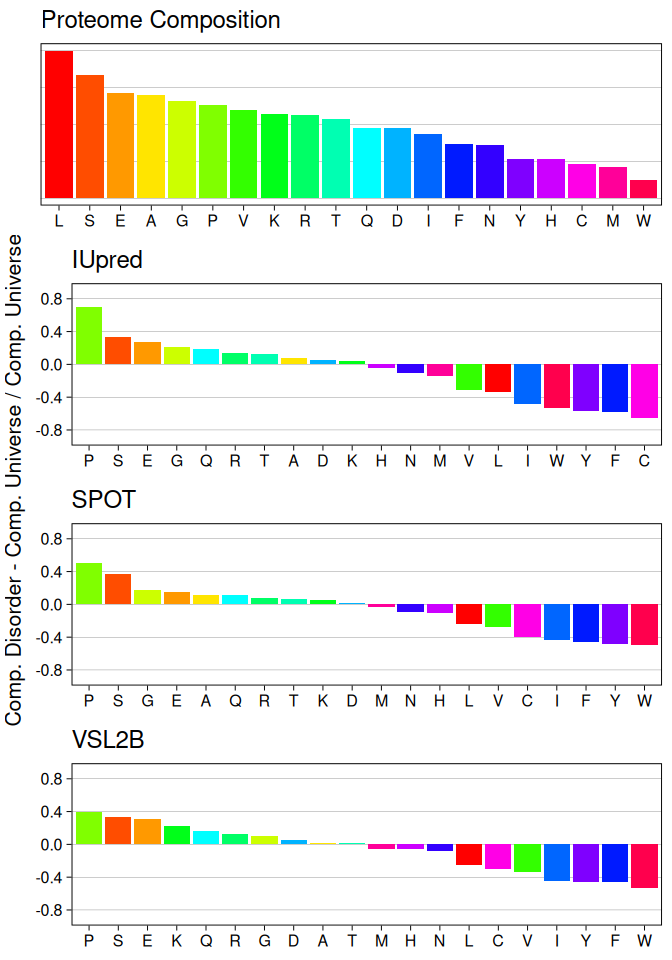 Proteome Composition
L S E A G P V K R T Q D I F N Y H C M W
Comp. Disorder - Comp. Universe / Comp. Universe
IUpred
0.8
0.4
0.0
-0.4
-0.8
P S E G Q R T A D K H N M V L I W Y F C
SPOT
0.8
0.4
0.0
-0.4
-0.8
P S G E A Q R T K D M N H L V C I F Y W
VSL2B
0.8
0.4
0.0
-0.4
-0.8
P S E K Q R G D A T M H N L C V I Y F W